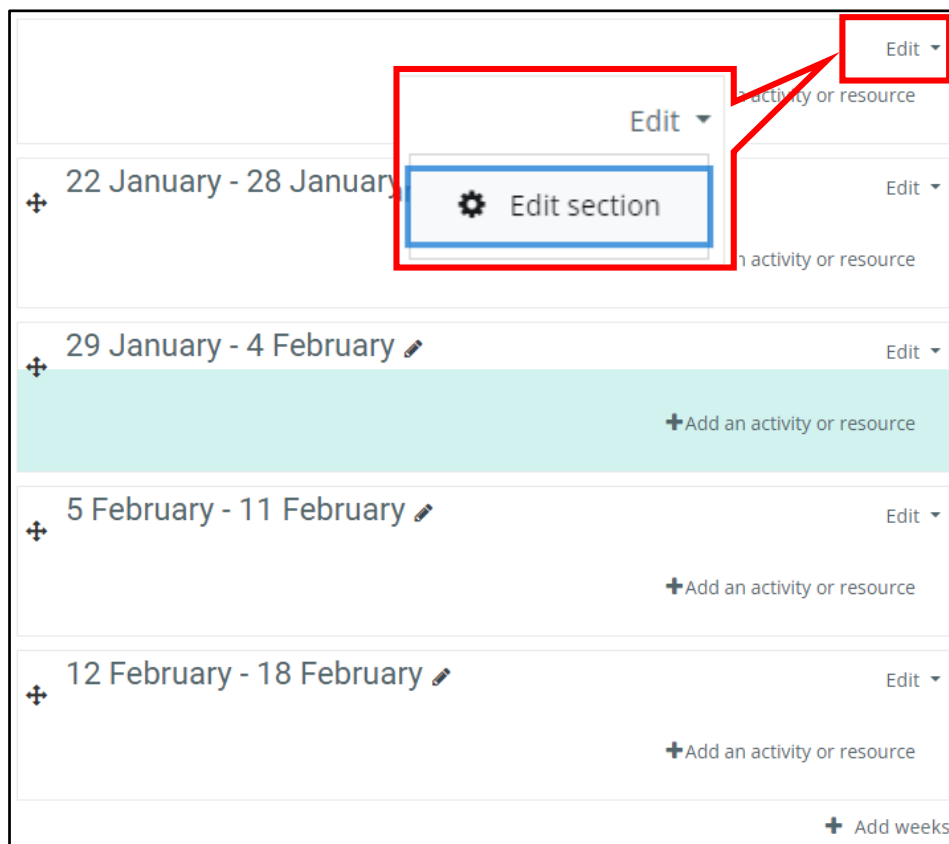 Edit
activity or resource
Edit
Edit section
22 January - 28 January
Edit
activity or resource
29 January - 4 February
Edit
Add an activity or resource
5 February - 11 February
Edit
Add an activity or resource
12 February - 18 February
Edit
Add an activity or resource
Add weeks